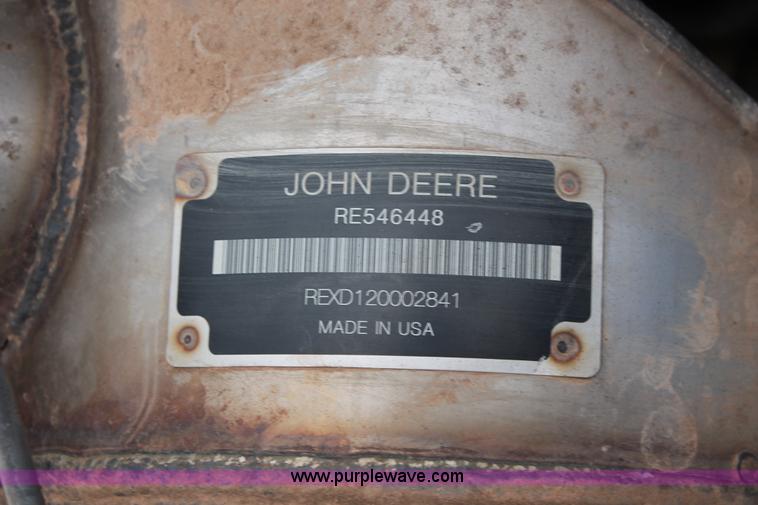 JOHN DEERE
RE546448
REXD120002841
MADE IN USA
www.purplewave.com